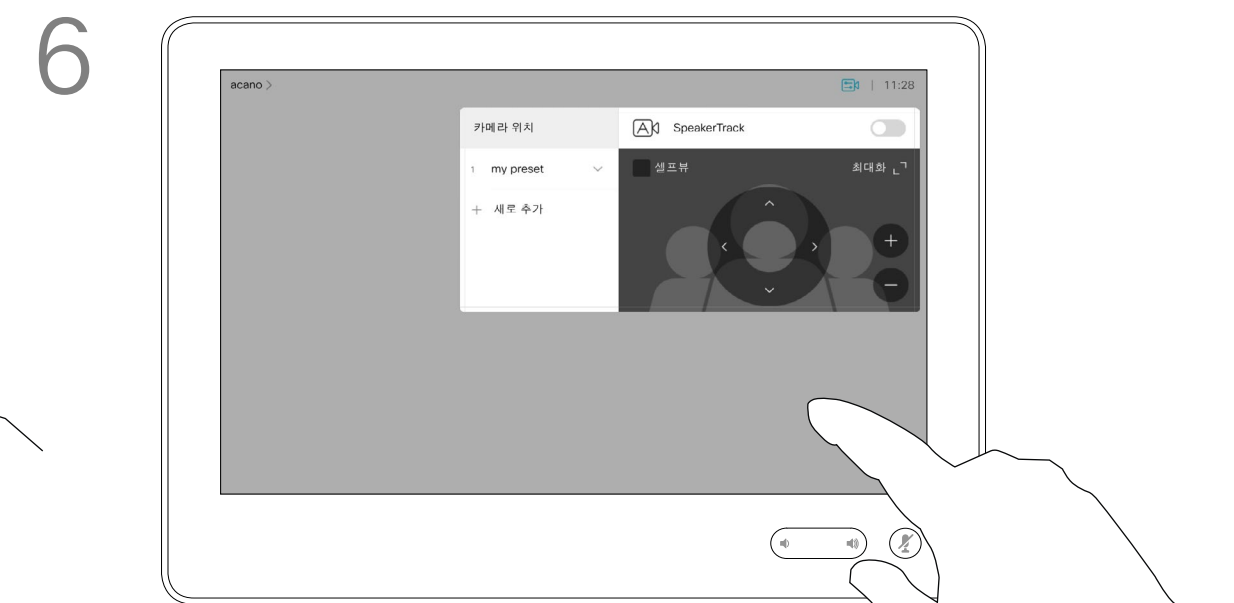 6
acano >
11:28
카메라 위치
SpeakerTrack
1 my preset
셀프뷰
최대화
+ 새로 추가